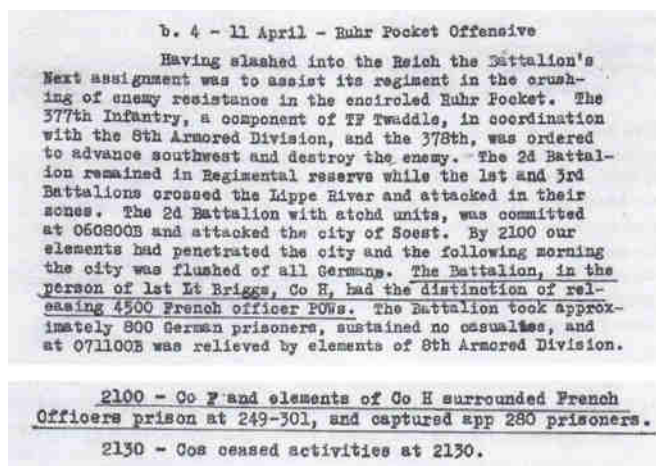 b. 4 - 11 April - Ruhr Pocket Offensive
Having slashed into the Reich the Battalion's
Next assignment was to assist its regiment in the crush-
ing of enemy resistance in the encircled Ruhr Pocket. The
377th Infantry, a component of TF Twaddle, in coordination
with the 8th Armored Division, and the 378th, was ordered
to advance southwest and destroy the enemy. The 2d Battal-
ion remained in Regimental reserve while the 1st and 3rd
Battalions crossed the Lippe River and attacked in their
zones. The 2d Battalion with atchd units, was committed
at 060800B and attacked the city of Soest. By 2100 our
elements had penetrated the city and the following morning
the city was flushed of all Germans. The Battalion, in the
person of 1st Lt Briggs, Co H, had the distinction of rel-
easing 4500 French officer POWs. The Battalion took approx-
imately 800 German prisoners, sustained no casualties, and
at 071100B was relieved by elements of 8th Armored Division.
2100 - Co F and elements of Co H surrounded French
Officers prison at 249-301, and captured app 280 prisoners.
2130 - Cos ceased activities at 2130.